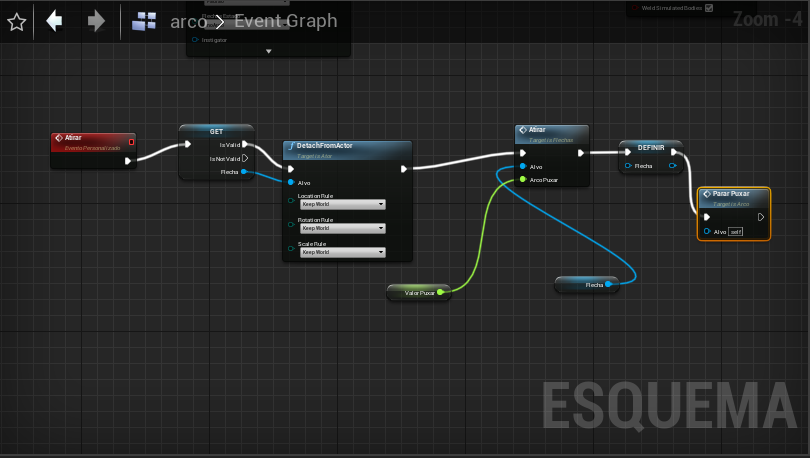 arco > Event Graph
Zoom -4
Weld Simulated Bodies
Instigator
Atirar
Evento Personalizado
GET
Is Valid
Is Not Valid
Flecha
DetachFromActor
Target is Ator
Alvo
Location Rule
Keep World
Rotation Rule
Keep World
Scale Rule
Keep World
Valor Puxar
Atirar
Target is Flechas
Alvo
Arco Puxar
Flecha
DEFINIR
Flecha
Parar Puxar
Target is Arco
Alvo self
ESQUEMA